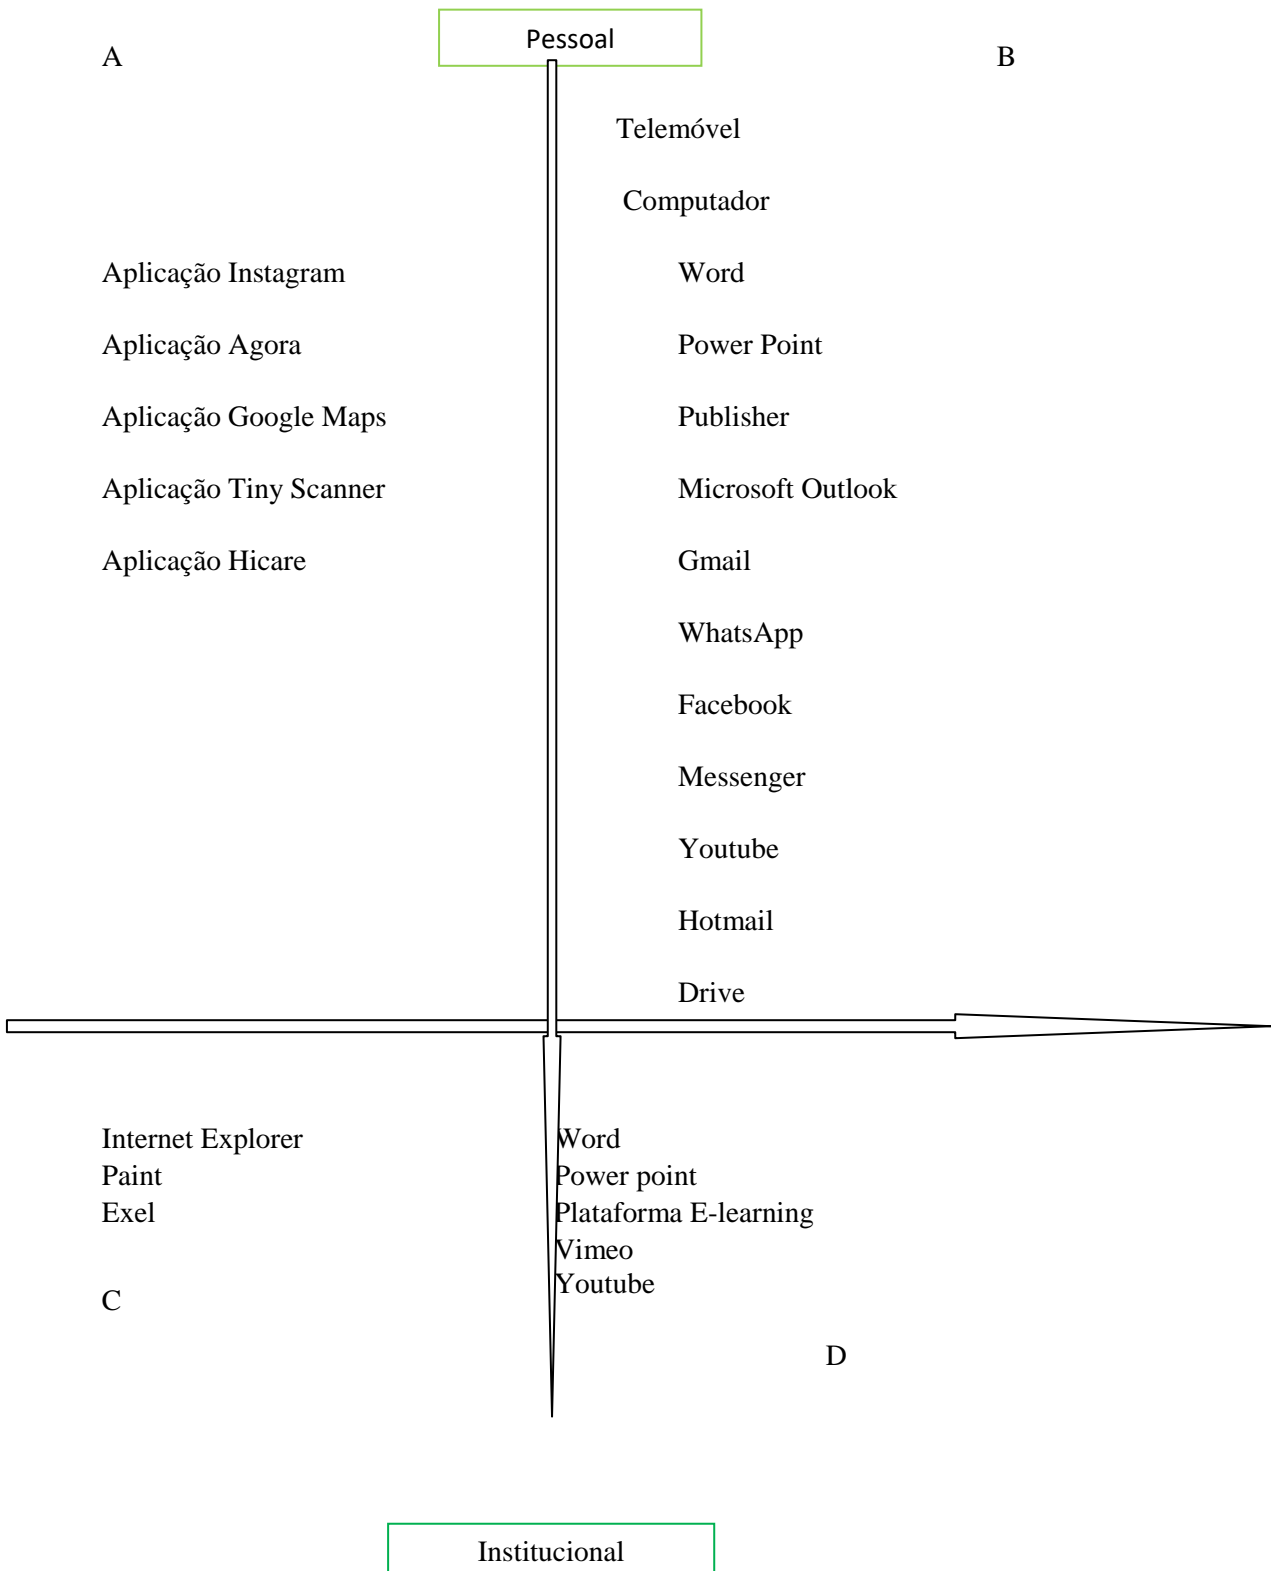 Pessoal
A
B
Telemóvel
Computador
Aplicação Instagram
Word
Aplicação Agora
Power Point
Aplicação Google Maps
Publisher
Aplicação Tiny Scanner
Microsoft Outlook
Aplicação Hicare
Gmail
WhatsApp
Facebook
Messenger
Youtube
Hotmail
Drive
Internet Explorer
Word
Paint
Power point
Exel
Plataforma E-learning
Vimeo
Youtube
C
D
Institucional